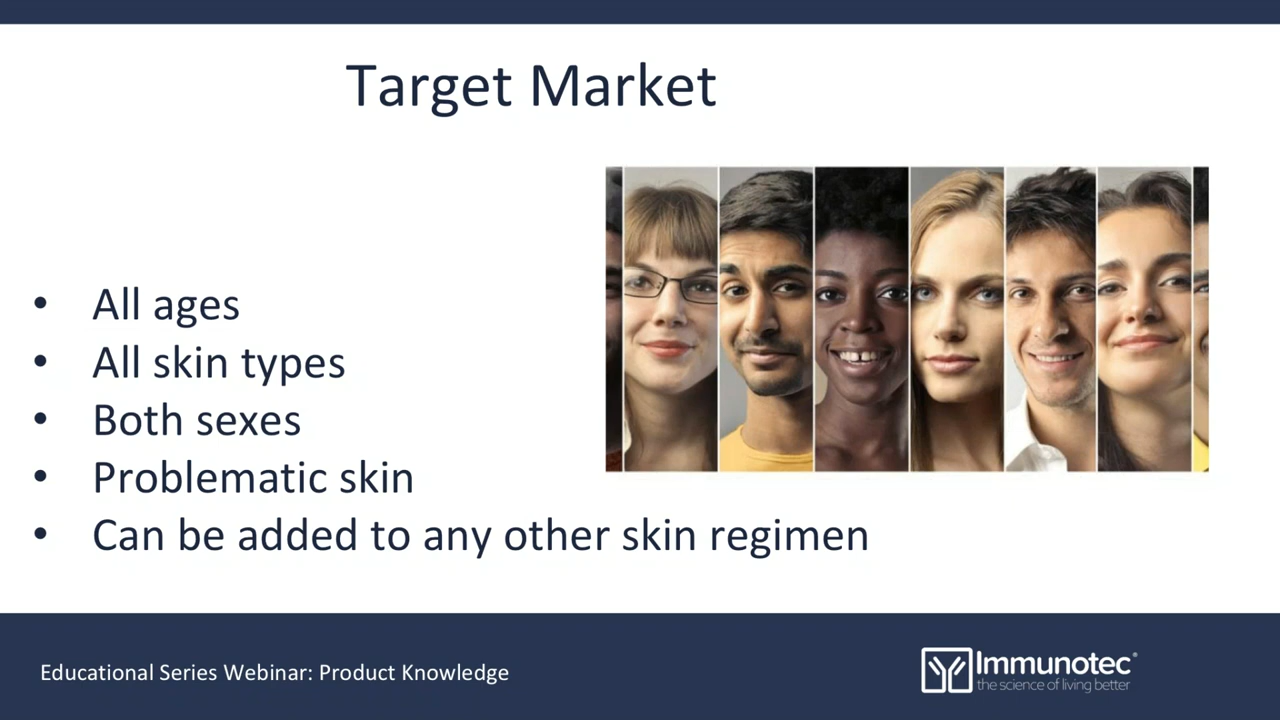 Target Market
• All ages
• All skin types
• Both sexes
• Problematic skin
• Can be added to any other skin regimen
Educational Series Webinar: Product Knowledge
Immunotec®
the science of living better